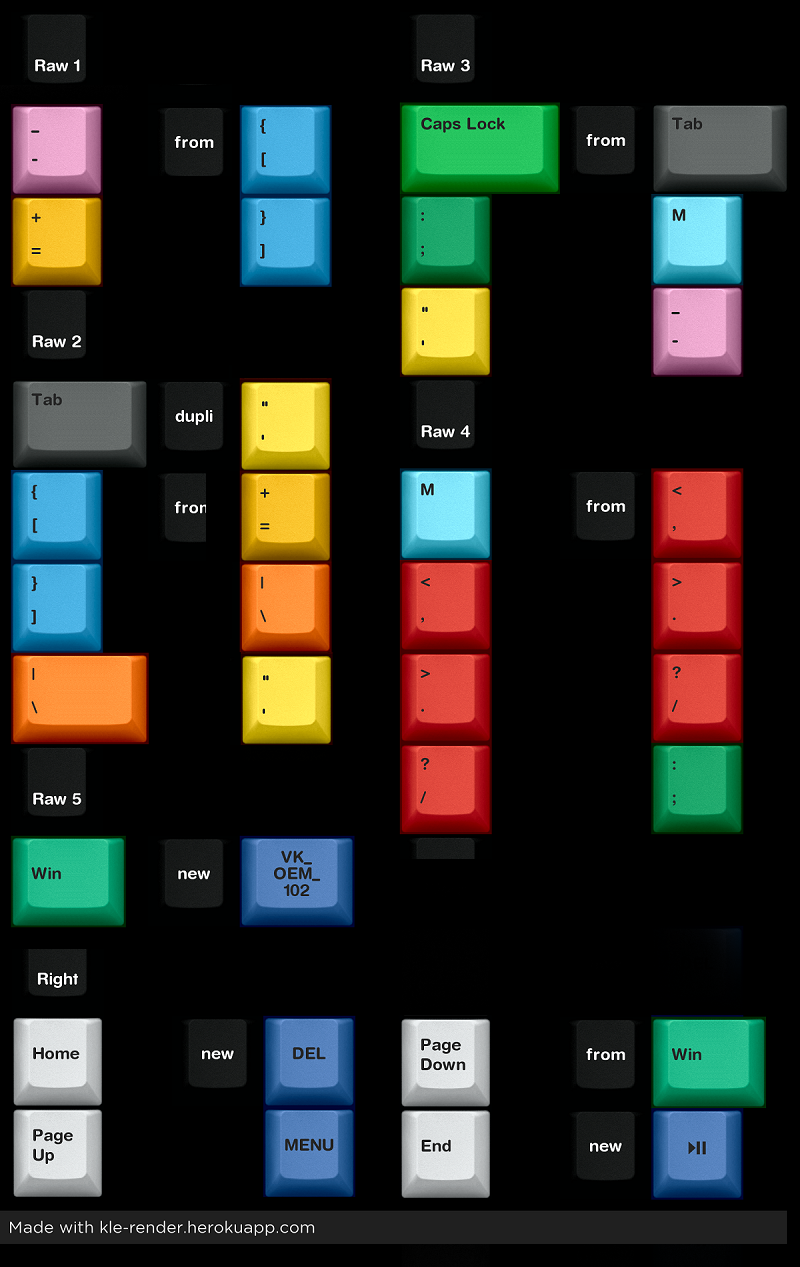 Raw 1
_
-
from
{
[
+
=
}
]
Raw 2
Tab
dupli
"
'
{
[
fron
+
=
}
]
|
\
|
\
"
'
Raw 5
Win
new
VK_
OEM_
102
Raw 3
Caps Lock
from
Tab
:
;
M
"
'
_
-
Raw 4
M
from
<
,
<
,
>
.
>
.
?
/
?
/
:
;
Right
Home
new
DEL
Page
Down
from
Win
Page
Up
MENU
End
new
⏯
Made with kle-render.herokuapp.com